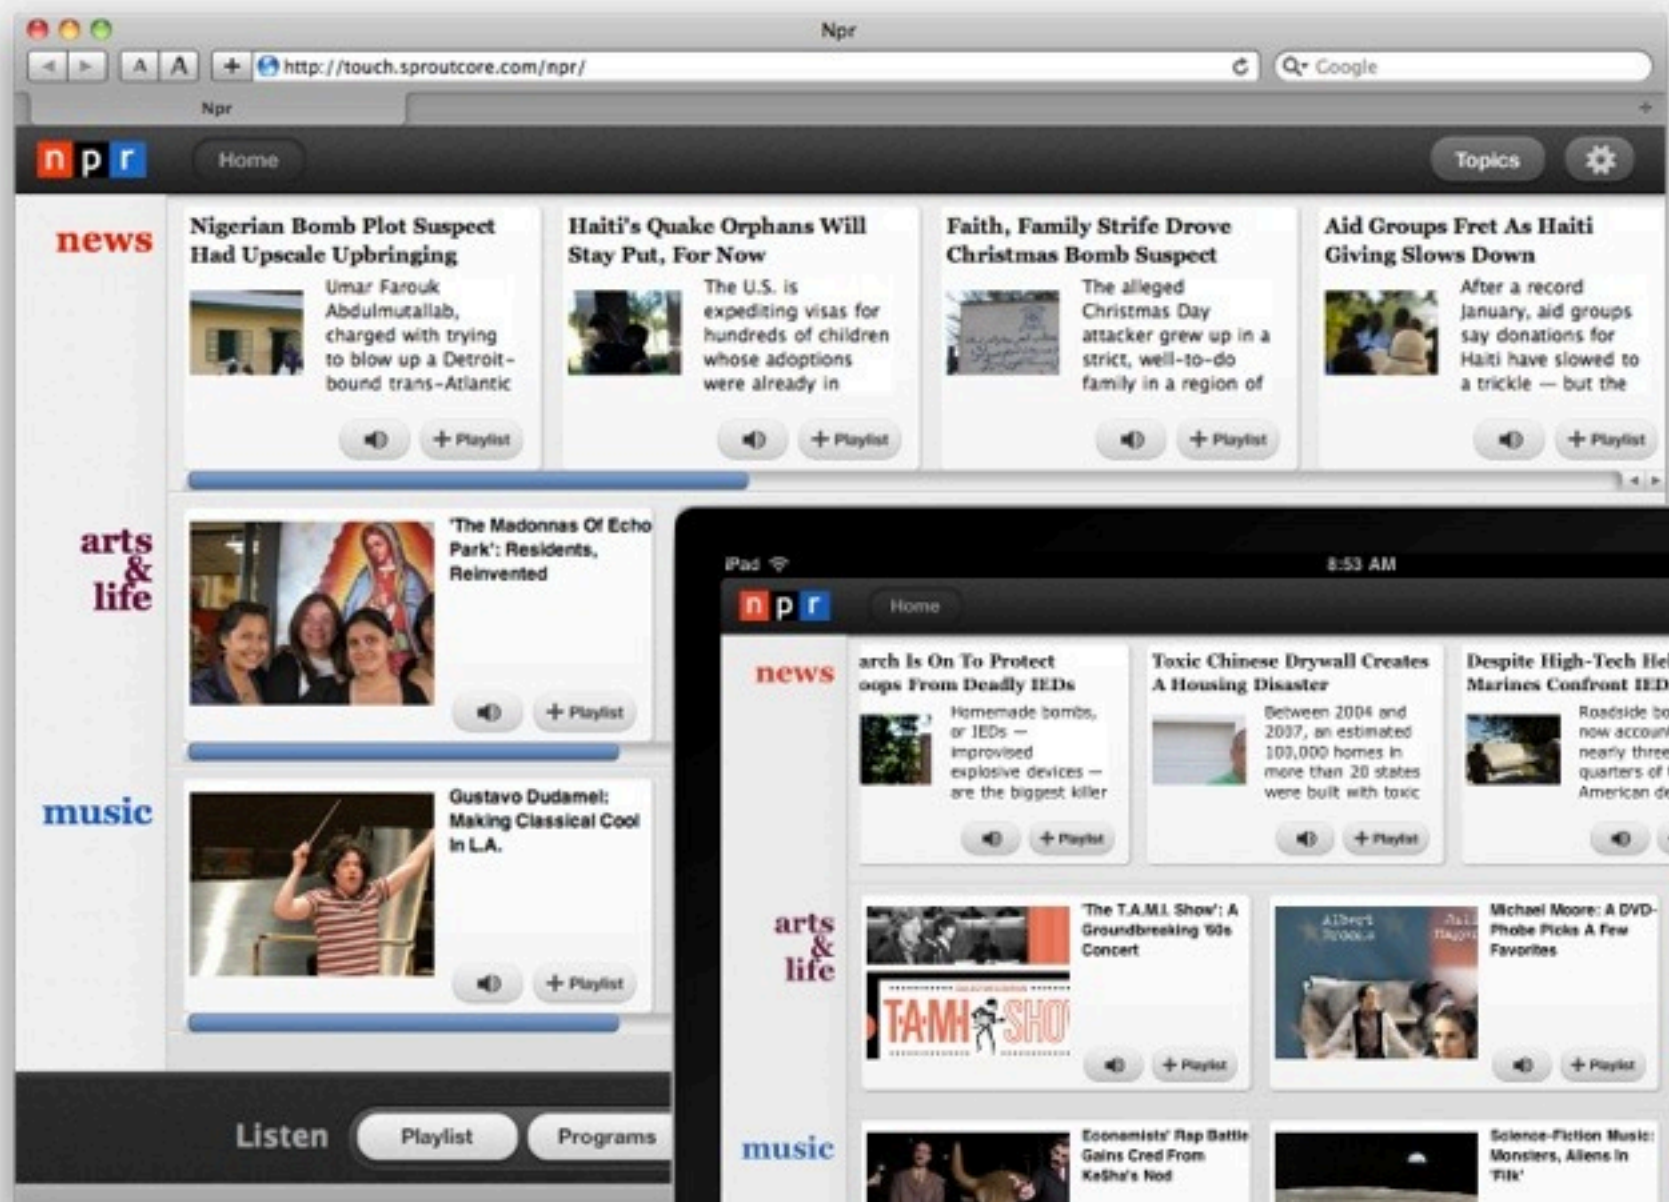 Npr
A A + http://touch.sproutcore.com/npr/
Google
Npr
npr
Home
Topics
news
Nigerian Bomb Plot Suspect
Had Upscale Upbringing
Umar Farouk
Abdulmutallab,
charged with trying
to blow up a Detroit-
bound trans-Atlantic
+ Playlist
Haiti's Quake Orphans Will
Stay Put, For Now
The U.S. is
expediting visas for
hundreds of children
whose adoptions
were already in
+ Playlist
Faith, Family Strife Drove
Christmas Bomb Suspect
The alleged
Christmas Day
attacker grew up in a
strict, well-to-do
family in a region of
+ Playlist
Aid Groups Fret As Haiti
Giving Slows Down
After a record
January, aid groups
say donations for
Haiti have slowed to
a trickle — but the
+ Playlist
arts
&
life
'The Madonnas Of Echo
Park': Residents,
Reinvented
+ Playlist
music
Gustavo Dudamel:
Making Classical Cool
In L.A.
+ Playlist
Listen
Playlist
Programs
iPad
8:53 AM
npr
Home
news
arch Is On To Protect
oops From Deadly IEDs
Homemade bombs,
or IEDs —
improvised
explosive devices —
are the biggest killer
+ Playlist
Toxic Chinese Drywall Creates
A Housing Disaster
Between 2004 and
2007, an estimated
100,000 homes in
more than 20 states
were built with toxic
+ Playlist
Despite High-Tech Hel
Marines Confront IED
Roadside bo
now account
nearly three
quarters of
American de
arts
&
life
'The T.A.M.I. Show': A
Groundbreaking '60s
Concert
TAMI SHO
+ Playlist
Michael Moore: A DVD-
Phobe Picks A Few
Favorites
Albert
Brooks
+ Playlist
music
Economists' Rap Battle
Gains Cred From
Ke$ha's Nod
Science-Fiction Music:
Monsters, Aliens In
'Filk'